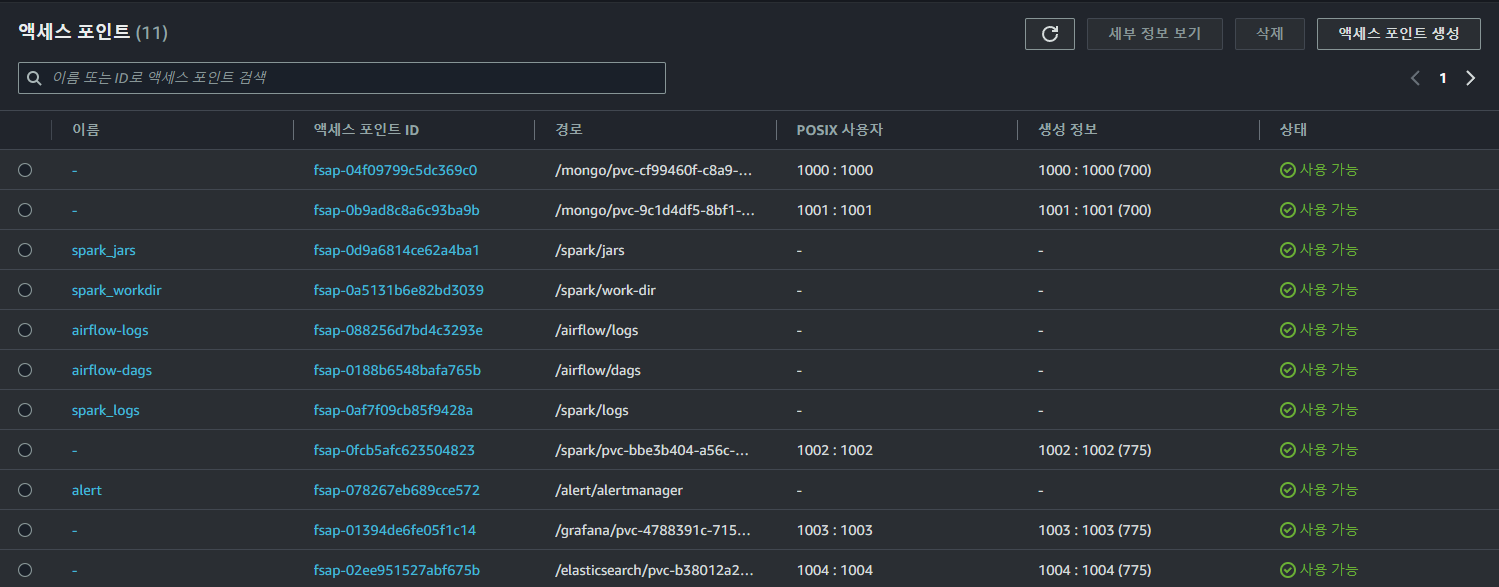 액세스 포인트 (11)
세부 정보 보기 삭제 액세스 포인트 생성
이름 또는 ID로 액세스 포인트 검색
1
이름 액세스 포인트 ID 경로 POSIX 사용자 생성 정보 상태
- fsap-04f09799c5dc369c0 /mongo/pvc-cf99460f-c8a9-... 1000 : 1000 1000 : 1000 (700) 사용 가능
- fsap-0b9ad8c8a6c93ba9b /mongo/pvc-9c1d4df5-8bf1-... 1001 : 1001 1001 : 1001 (700) 사용 가능
spark_jars fsap-0d9a6814ce62a4ba1 /spark/jars - - 사용 가능
spark_workdir fsap-0a5131b6e82bd3039 /spark/work-dir - - 사용 가능
airflow-logs fsap-088256d7bd4c3293e /airflow/logs - - 사용 가능
airflow-dags fsap-0188b6548bafa765b /airflow/dags - - 사용 가능
spark_logs fsap-0af7f09cb85f9428a /spark/logs - - 사용 가능
- fsap-0fcb5afc623504823 /spark/pvc-bbe3b404-a56c-... 1002 : 1002 1002 : 1002 (775) 사용 가능
alert fsap-078267eb689cce572 /alert/alertmanager - - 사용 가능
- fsap-01394de6fe05f1c14 /grafana/pvc-4788391c-715... 1003 : 1003 1003 : 1003 (775) 사용 가능
- fsap-02ee951527abf675b /elasticsearch/pvc-b38012a2... 1004 : 1004 1004 : 1004 (775) 사용 가능